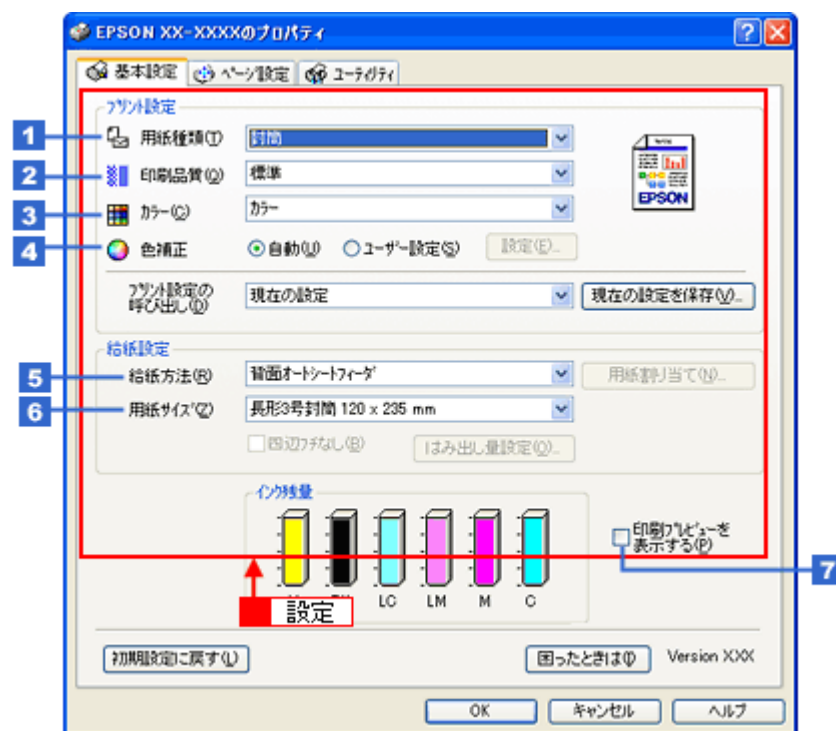 EPSON XX-XXXXのプロパティ
基本設定 ページ設定 ユーティリティ
プリント設定
1 用紙種類(T) 封筒
2 印刷品質(Q) 標準
3 カラー(C) カラー
4 色補正 自動(U) ユーザー設定(S) 設定(E)...
EPSON
プリント設定の
呼び出し(D) 現在の設定 現在の設定を保存(V)...
給紙設定
5 給紙方法(R) 背面オートシートフィーダ 用紙割り当て(N)...
6 用紙サイズ(Z) 長形3号封筒 120 x 235 mm
四辺フチなし(B) はみ出し量設定(O)...
インク残量
印刷プレビューを
表示する(P)
7
LC LM M C
設定
初期設定に戻す(L) 困ったときは(I) Version XXX
OK キャンセル ヘルプ